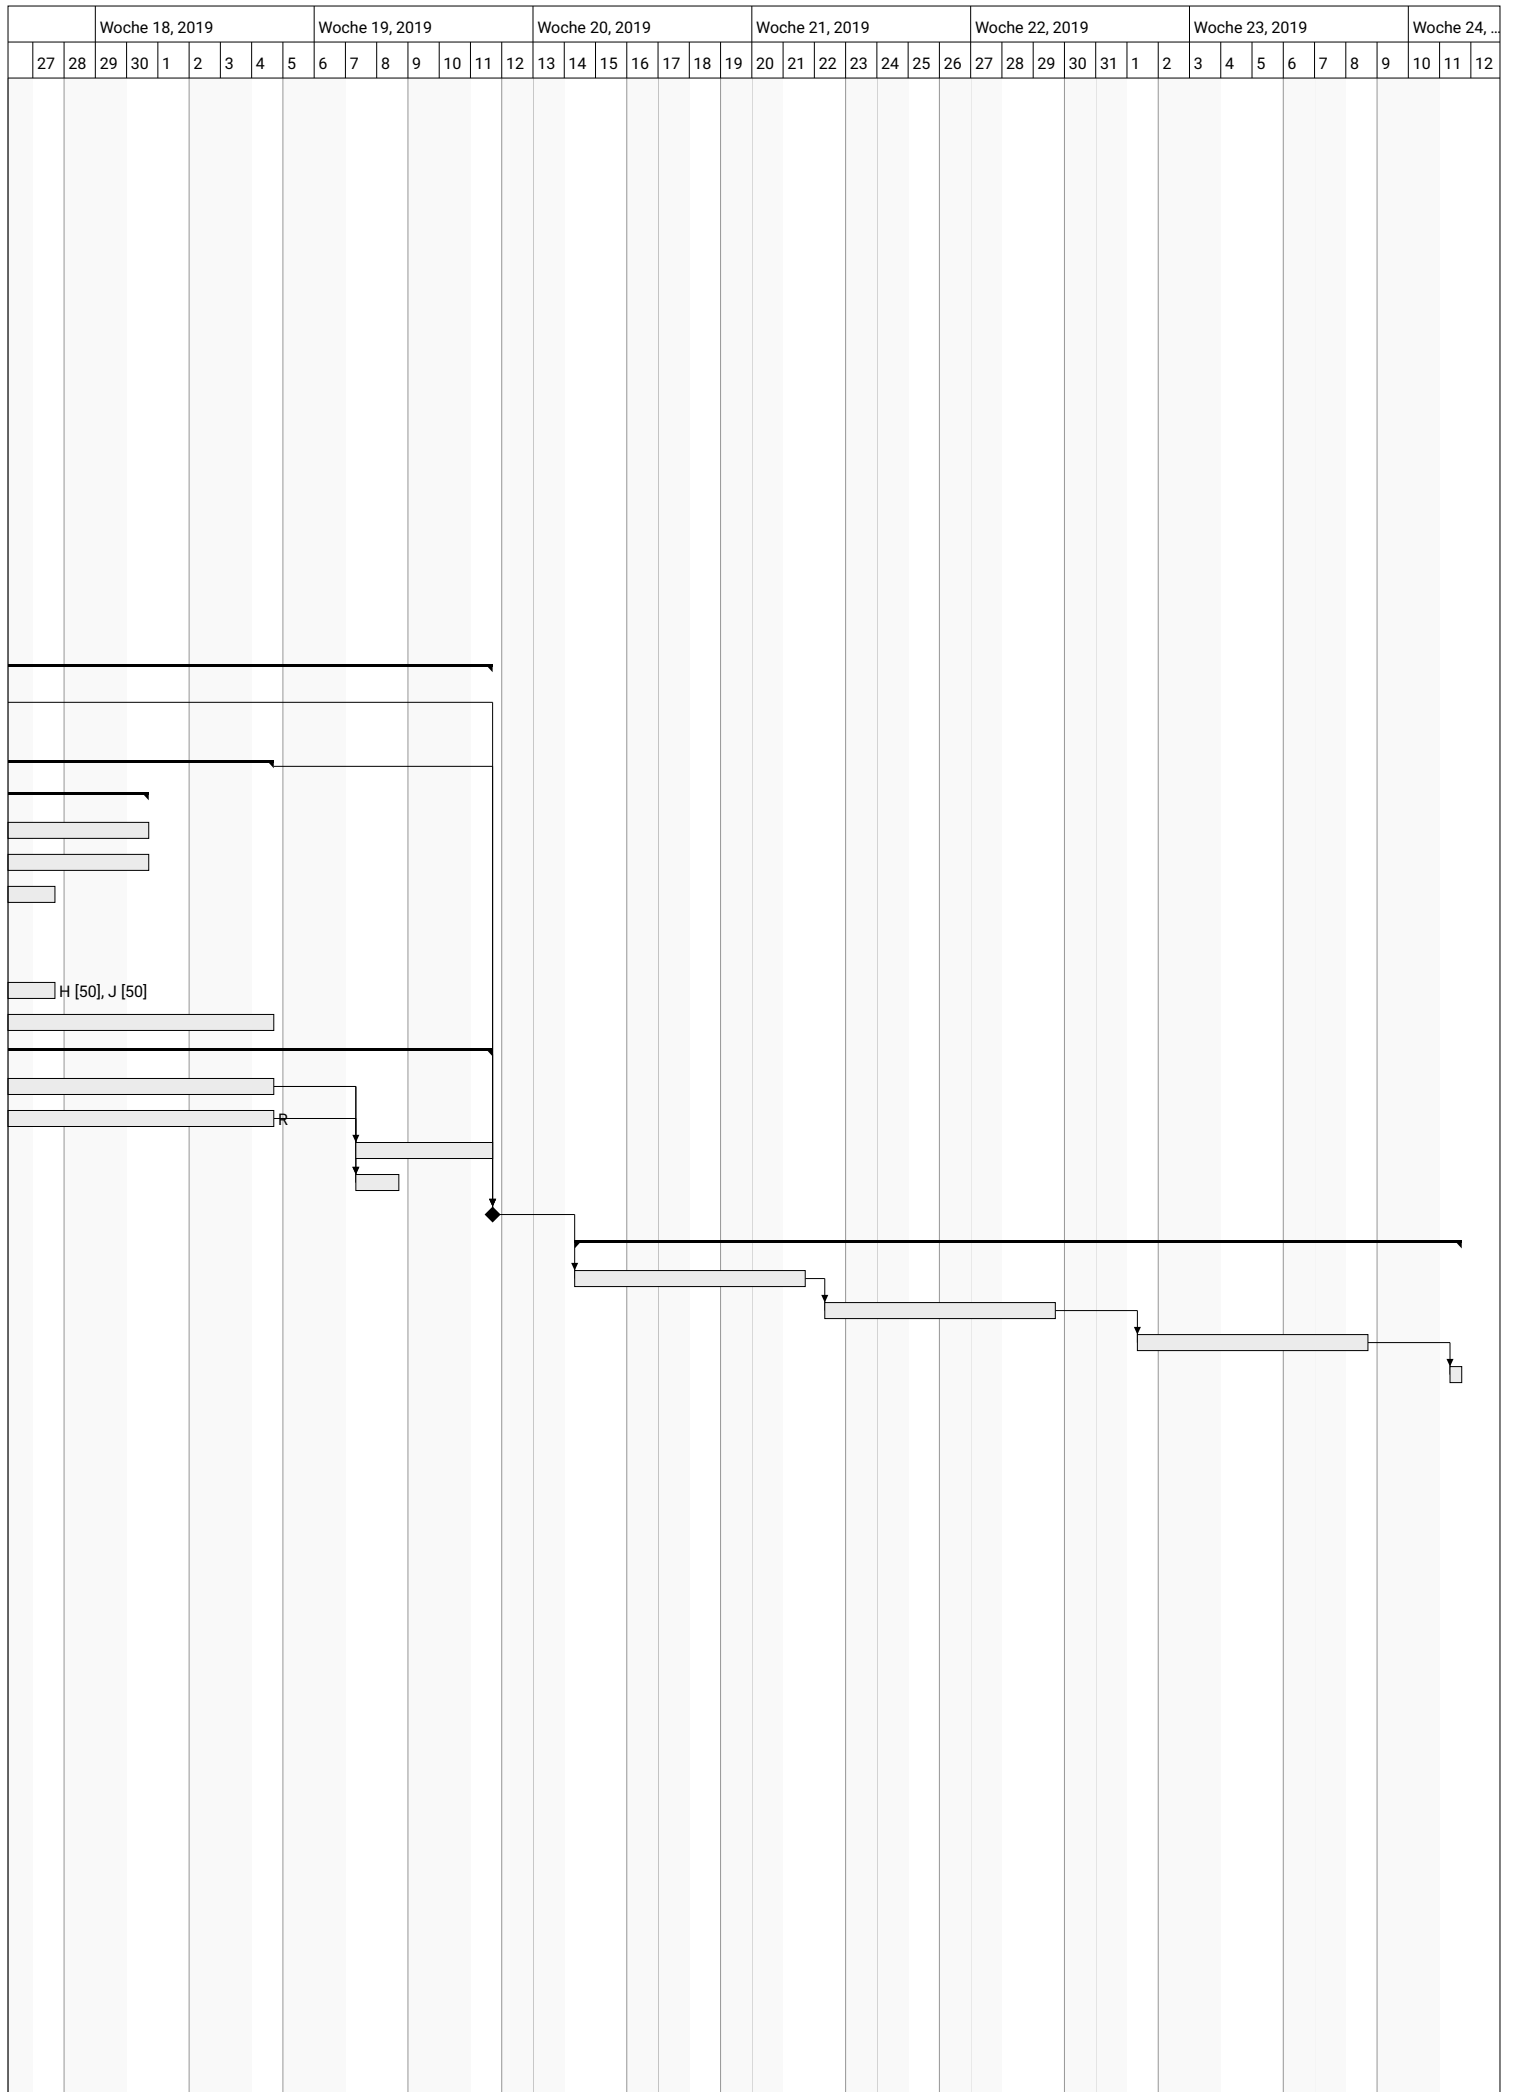 Woche 18, 2019 Woche 19, 2019 Woche 20, 2019 Woche 21, 2019 Woche 22, 2019 Woche 23, 2019 Woche 24, ...
27 28 29 30 1 2 3 4 5 6 7 8 9 10 11 12 13 14 15 16 17 18 19 20 21 22 23 24 25 26 27 28 29 30 31 1 2 3 4 5 6 7 8 9 10 11 12
H [50], J [50]
R